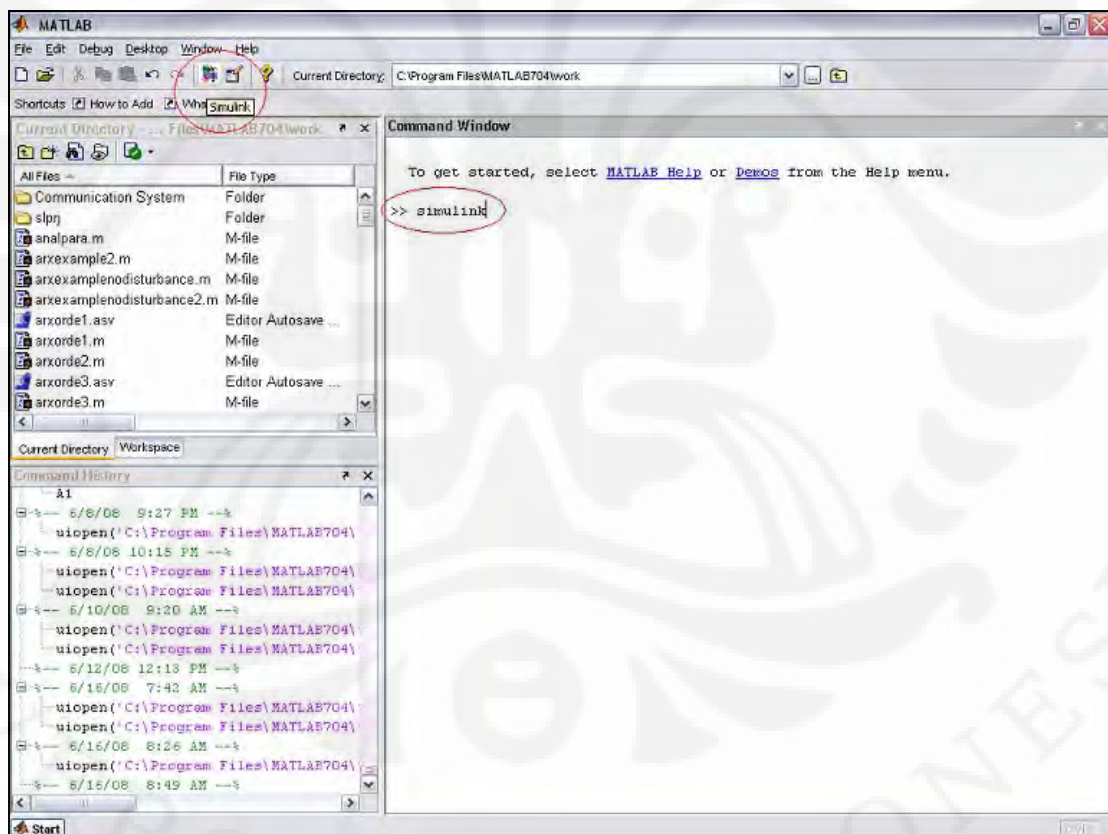 MATLAB
File Edit Debug Desktop Window Help
Current Directory: C:\Program Files\MATLAB704\work
Shortcuts How to Add Wha
Simulink
Current Directory - ... Files\MATLAB704\work
All Files File Type
Communication System Folder
slprj Folder
analpara.m M-file
arxexample2.m M-file
arxexamplenodisturbance.m M-file
arxexamplenodisturbance2.m M-file
arxorde1.asv Editor Autosave ...
arxorde1.m M-file
arxorde2.m M-file
arxorde3.asv Editor Autosave ...
arxorde3.m M-file
Current Directory Workspace
Command History
A1
%-- 6/8/08 9:27 PM --%
uiopen('C:\Program Files\MATLAB704\
%-- 6/8/08 10:15 PM --%
uiopen('C:\Program Files\MATLAB704\
uiopen('C:\Program Files\MATLAB704\
%-- 6/10/08 9:20 AM --%
uiopen('C:\Program Files\MATLAB704\
uiopen('C:\Program Files\MATLAB704\
%-- 6/12/08 12:13 PM --%
%-- 6/16/08 7:42 AM --%
uiopen('C:\Program Files\MATLAB704\
uiopen('C:\Program Files\MATLAB704\
%-- 6/16/08 8:26 AM --%
uiopen('C:\Program Files\MATLAB704\
%-- 6/16/08 8:49 AM --%
Command Window
To get started, select MATLAB Help or Demos from the Help menu.
>> simulink
Start